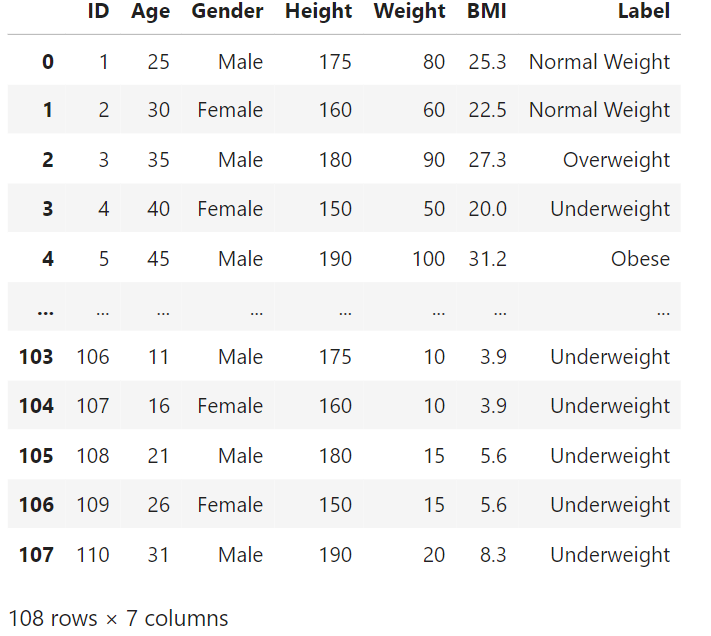 ID Age Gender Height Weight BMI Label
0 1 25 Male 175 80 25.3 Normal Weight
1 2 30 Female 160 60 22.5 Normal Weight
2 3 35 Male 180 90 27.3 Overweight
3 4 40 Female 150 50 20.0 Underweight
4 5 45 Male 190 100 31.2 Obese
... ... ... ... ... ... ... ...
103 106 11 Male 175 10 3.9 Underweight
104 107 16 Female 160 10 3.9 Underweight
105 108 21 Male 180 15 5.6 Underweight
106 109 26 Female 150 15 5.6 Underweight
107 110 31 Male 190 20 8.3 Underweight
108 rows × 7 columns